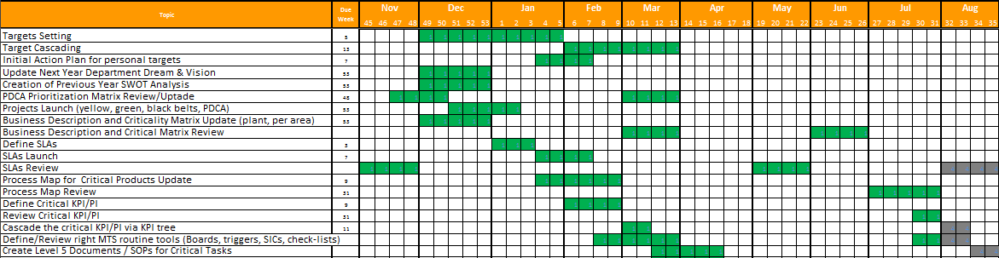 Topic Due Week Nov Dec Jan Feb Mar Apr May Jun Jul Aug
45 46 47 48 49 50 51 52 53 1 2 3 4 5 6 7 8 9 10 11 12 13 14 15 16 17 18 19 20 21 22 23 24 25 26 27 28 29 30 31 32 33 34 35
Targets Setting 5
Target Cascading 13
Initial Action Plan for personal targets 7
Update Next Year Department Dream & Vision 53
Creation of Previous Year SWOT Analysis 53
PDCA Prioritization Matrix Review/Uptade 48
Projects Launch (yellow, green, black belts, PDCA) 53
Business Description and Criticality Matrix Update (plant, per area) 53
Business Description and Critical Matrix Review
Define SLAs 3
SLAs Launch 7
SLAs Review
Process Map for Critical Products Update 9
Process Map Review 31
Define Critical KPI/PI 9
Review Critical KPI/PI 31
Cascade the critical KPI/PI via KPI tree 11
Define/Review right MTS routine tools (Boards, triggers, SICs, check-lists)
Create Level 5 Documents / SOPs for Critical Tasks